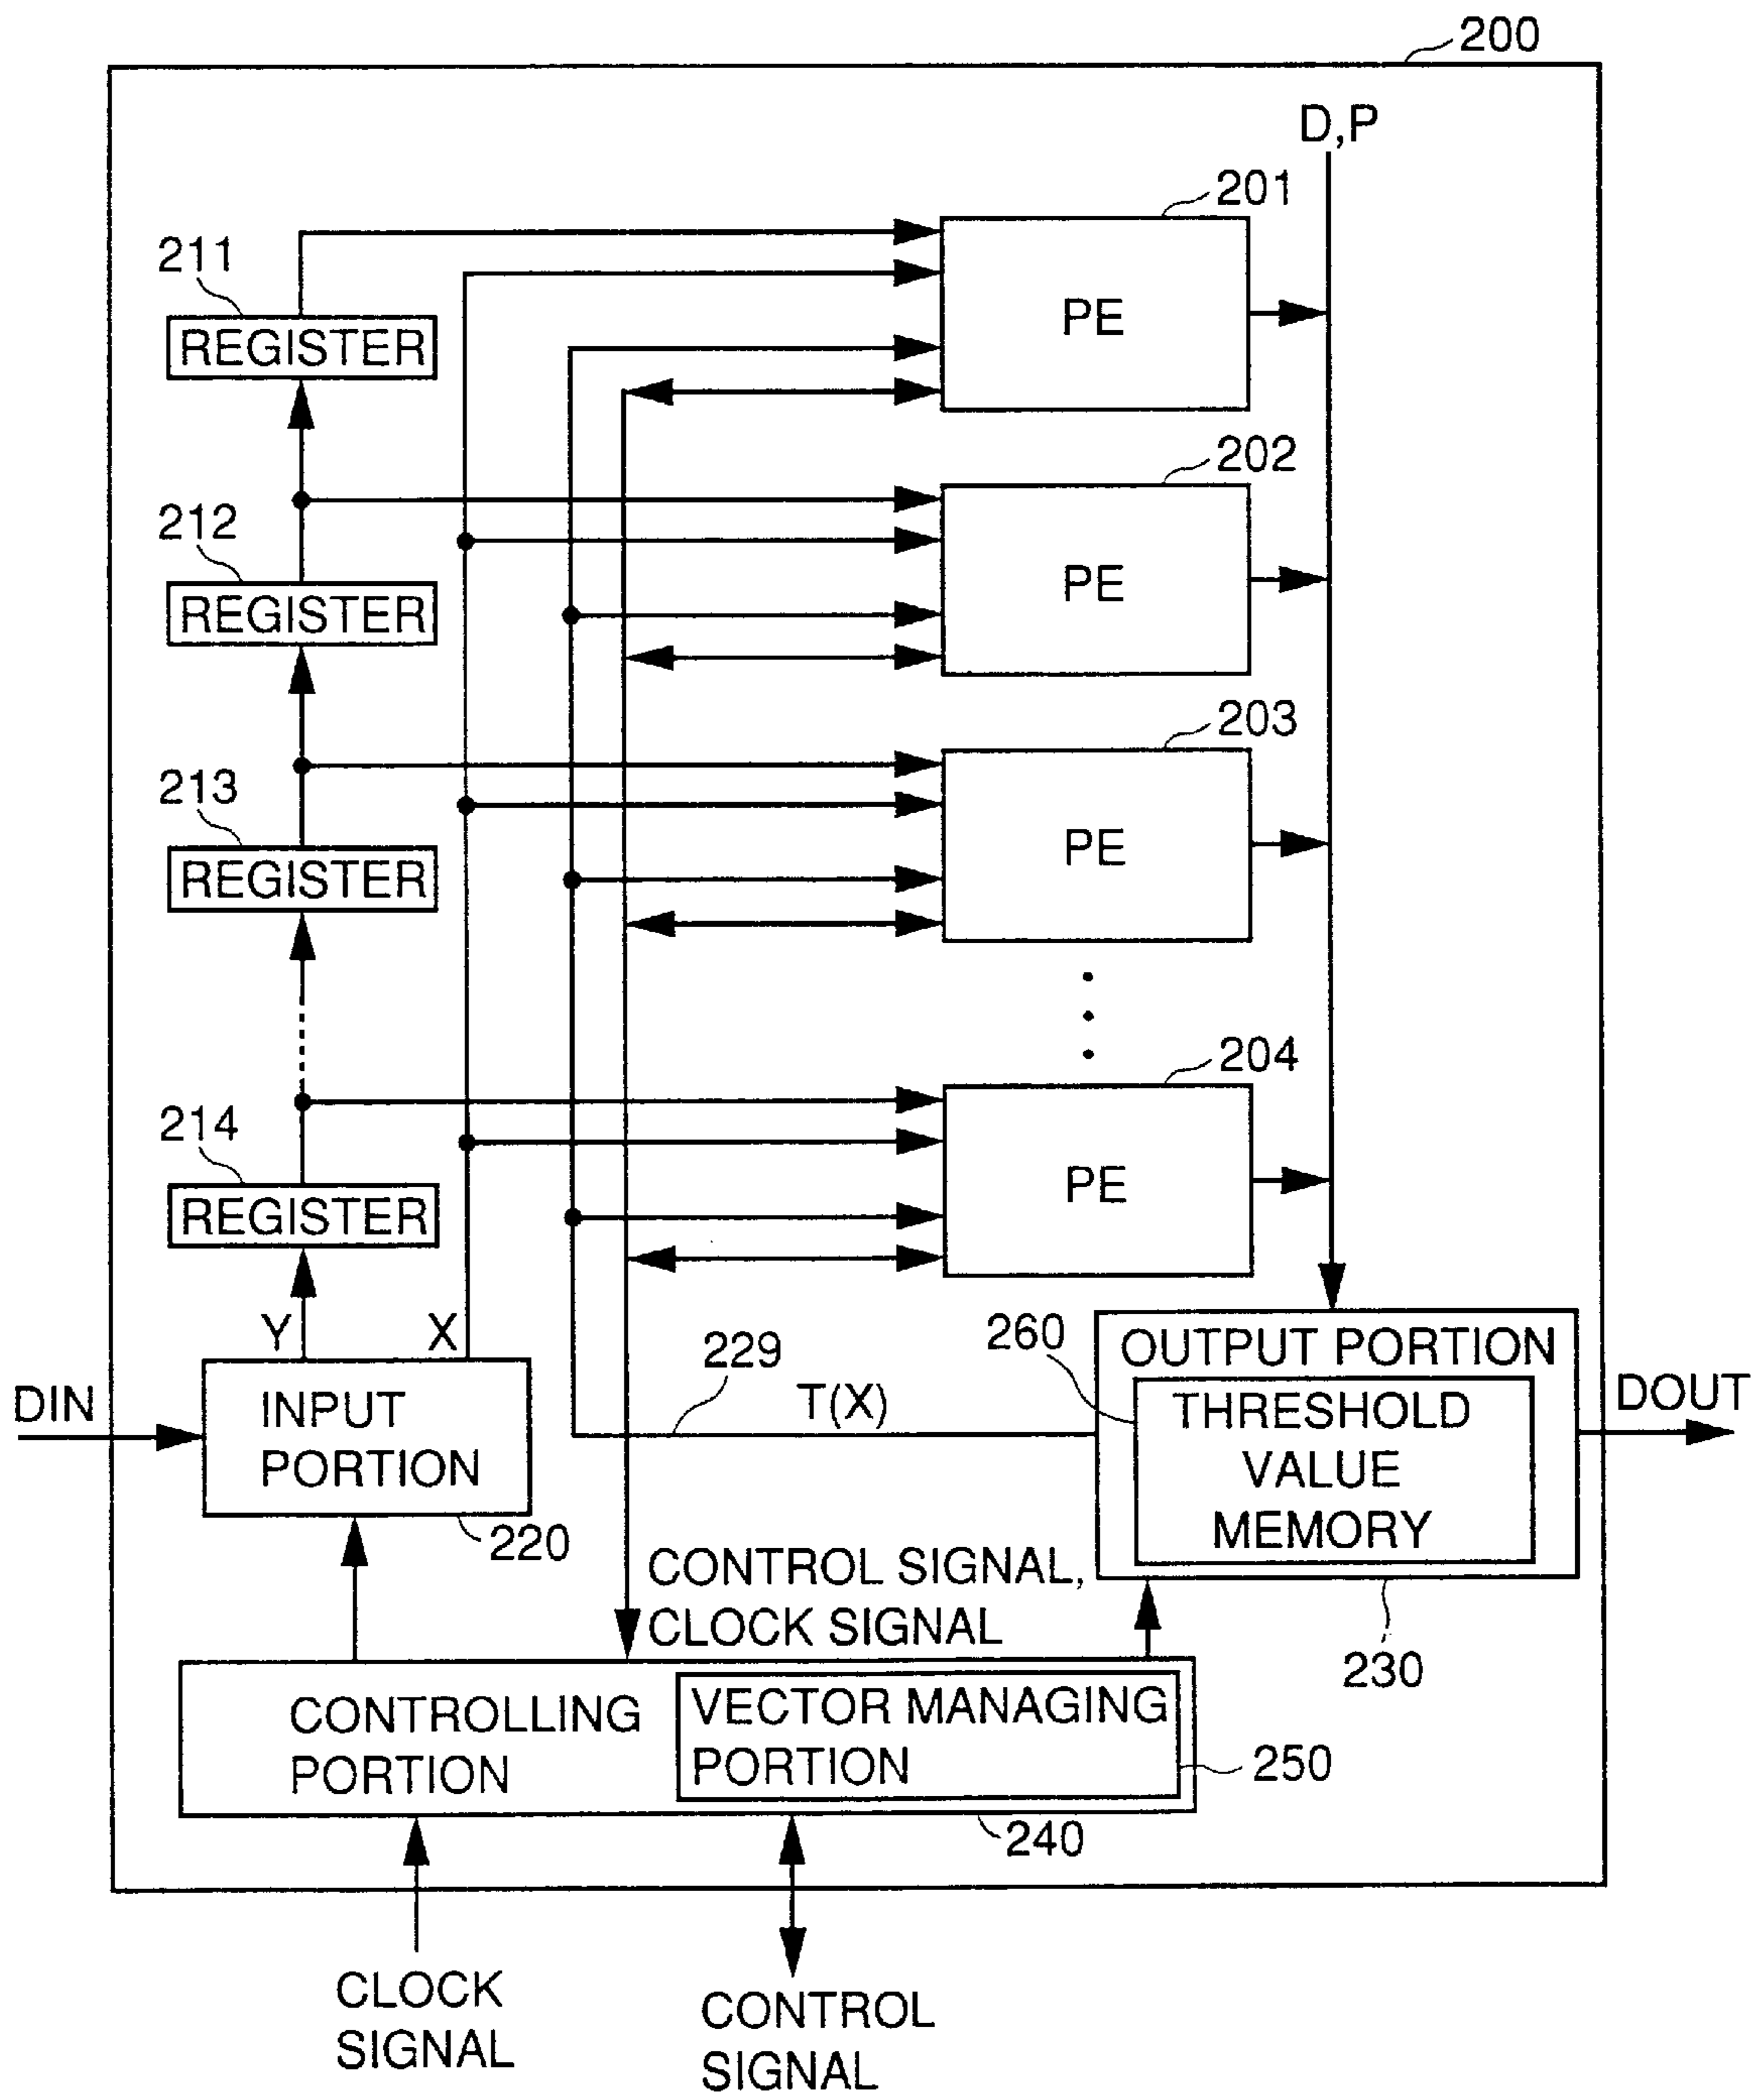 200
D,P
201
211
REGISTER
PE
202
212
REGISTER
PE
203
213
REGISTER
PE
204
214
REGISTER
PE
Y
X
229
260
OUTPUT PORTION
DIN
INPUT
PORTION
T(X)
THRESHOLD
VALUE
MEMORY
DOUT
220
CONTROL SIGNAL,
CLOCK SIGNAL
230
CONTROLLING
PORTION
VECTOR MANAGING
PORTION
250
240
CLOCK
SIGNAL
CONTROL
SIGNAL